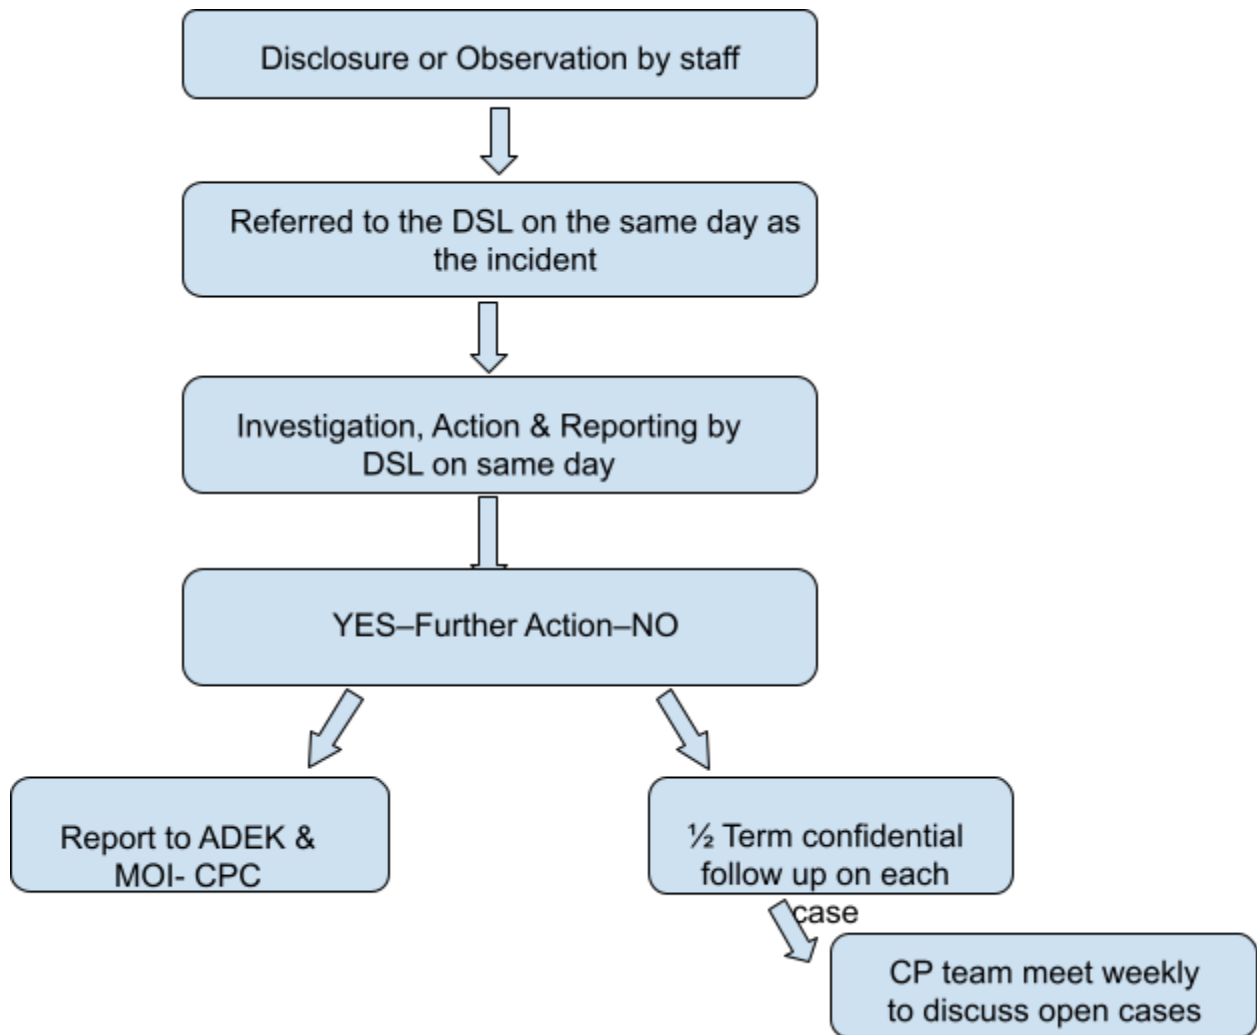 Disclosure or Observation by staff
Referred to the DSL on the same day as
the incident
Investigation, Action & Reporting by
DSL on same day
YES–Further Action–NO
Report to ADEK &
MOI- CPC
½ Term confidential
follow up on each
case
CP team meet weekly
to discuss open cases